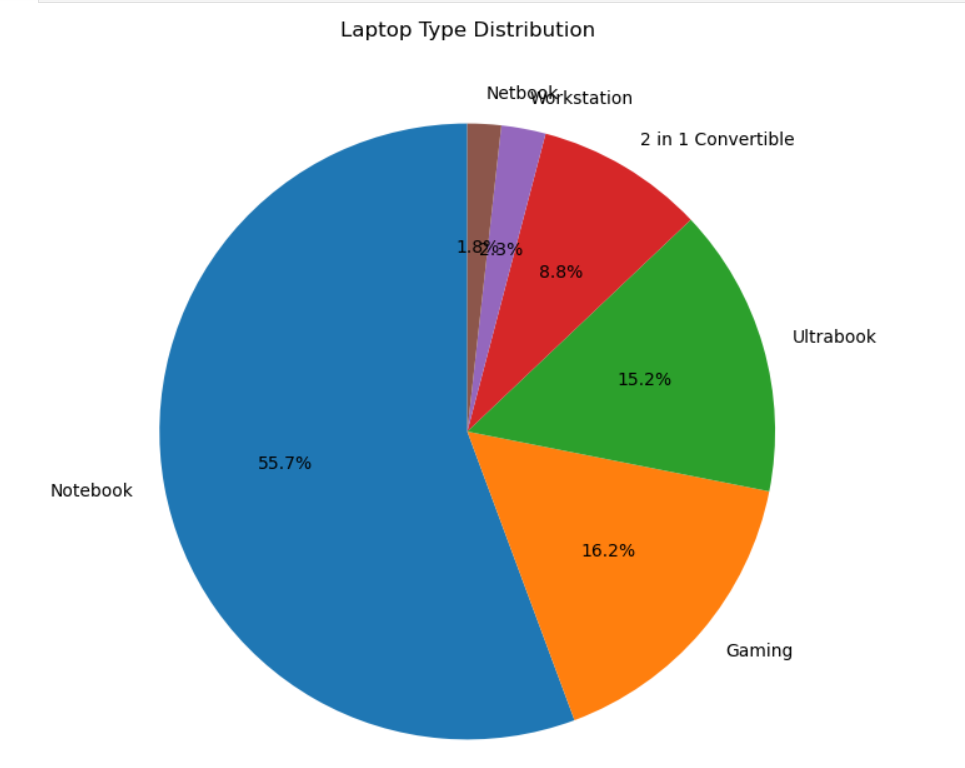 Laptop Type Distribution
Netbook
Workstation
2 in 1 Convertible
1.8%
2.3%
8.8%
Ultrabook
15.2%
55.7%
Notebook
16.2%
Gaming